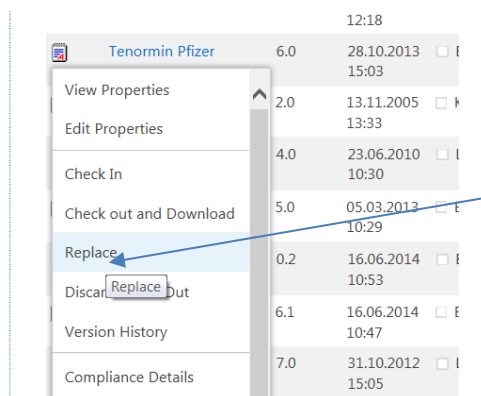 12:18
Tenormin Pfizer 6.0 28.10.2013
15:03
View Properties
2.0 13.11.2005
13:33
Edit Properties
4.0 23.06.2010
10:30
Check In
Check out and Download 5.0 05.03.2013
10:29
Replace
0.2 16.06.2014
10:53
Replace
Version History
6.1 16.06.2014
10:47
7.0 31.10.2012
15:05
Compliance Details